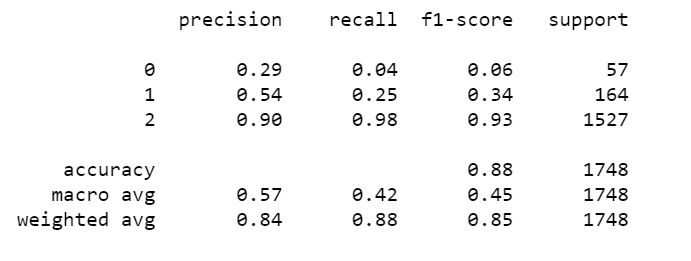 precision recall f1-score support
0 0.29 0.04 0.06 57
1 0.54 0.25 0.34 164
2 0.90 0.98 0.93 1527
accuracy 0.88 1748
macro avg 0.57 0.42 0.45 1748
weighted avg 0.84 0.88 0.85 1748